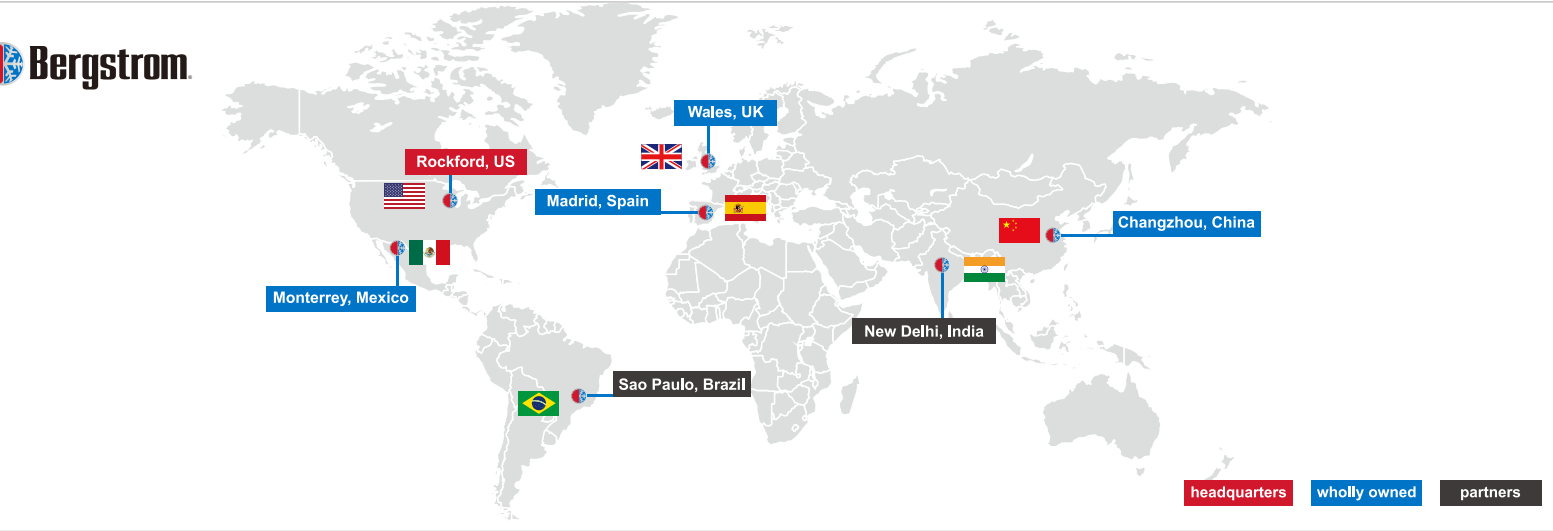 Bergstrom.
Wales, UK
Rockford, US
Madrid, Spain
Changzhou, China
Monterrey, Mexico
New Delhi, India
Sao Paulo, Brazil
headquarters wholly owned partners